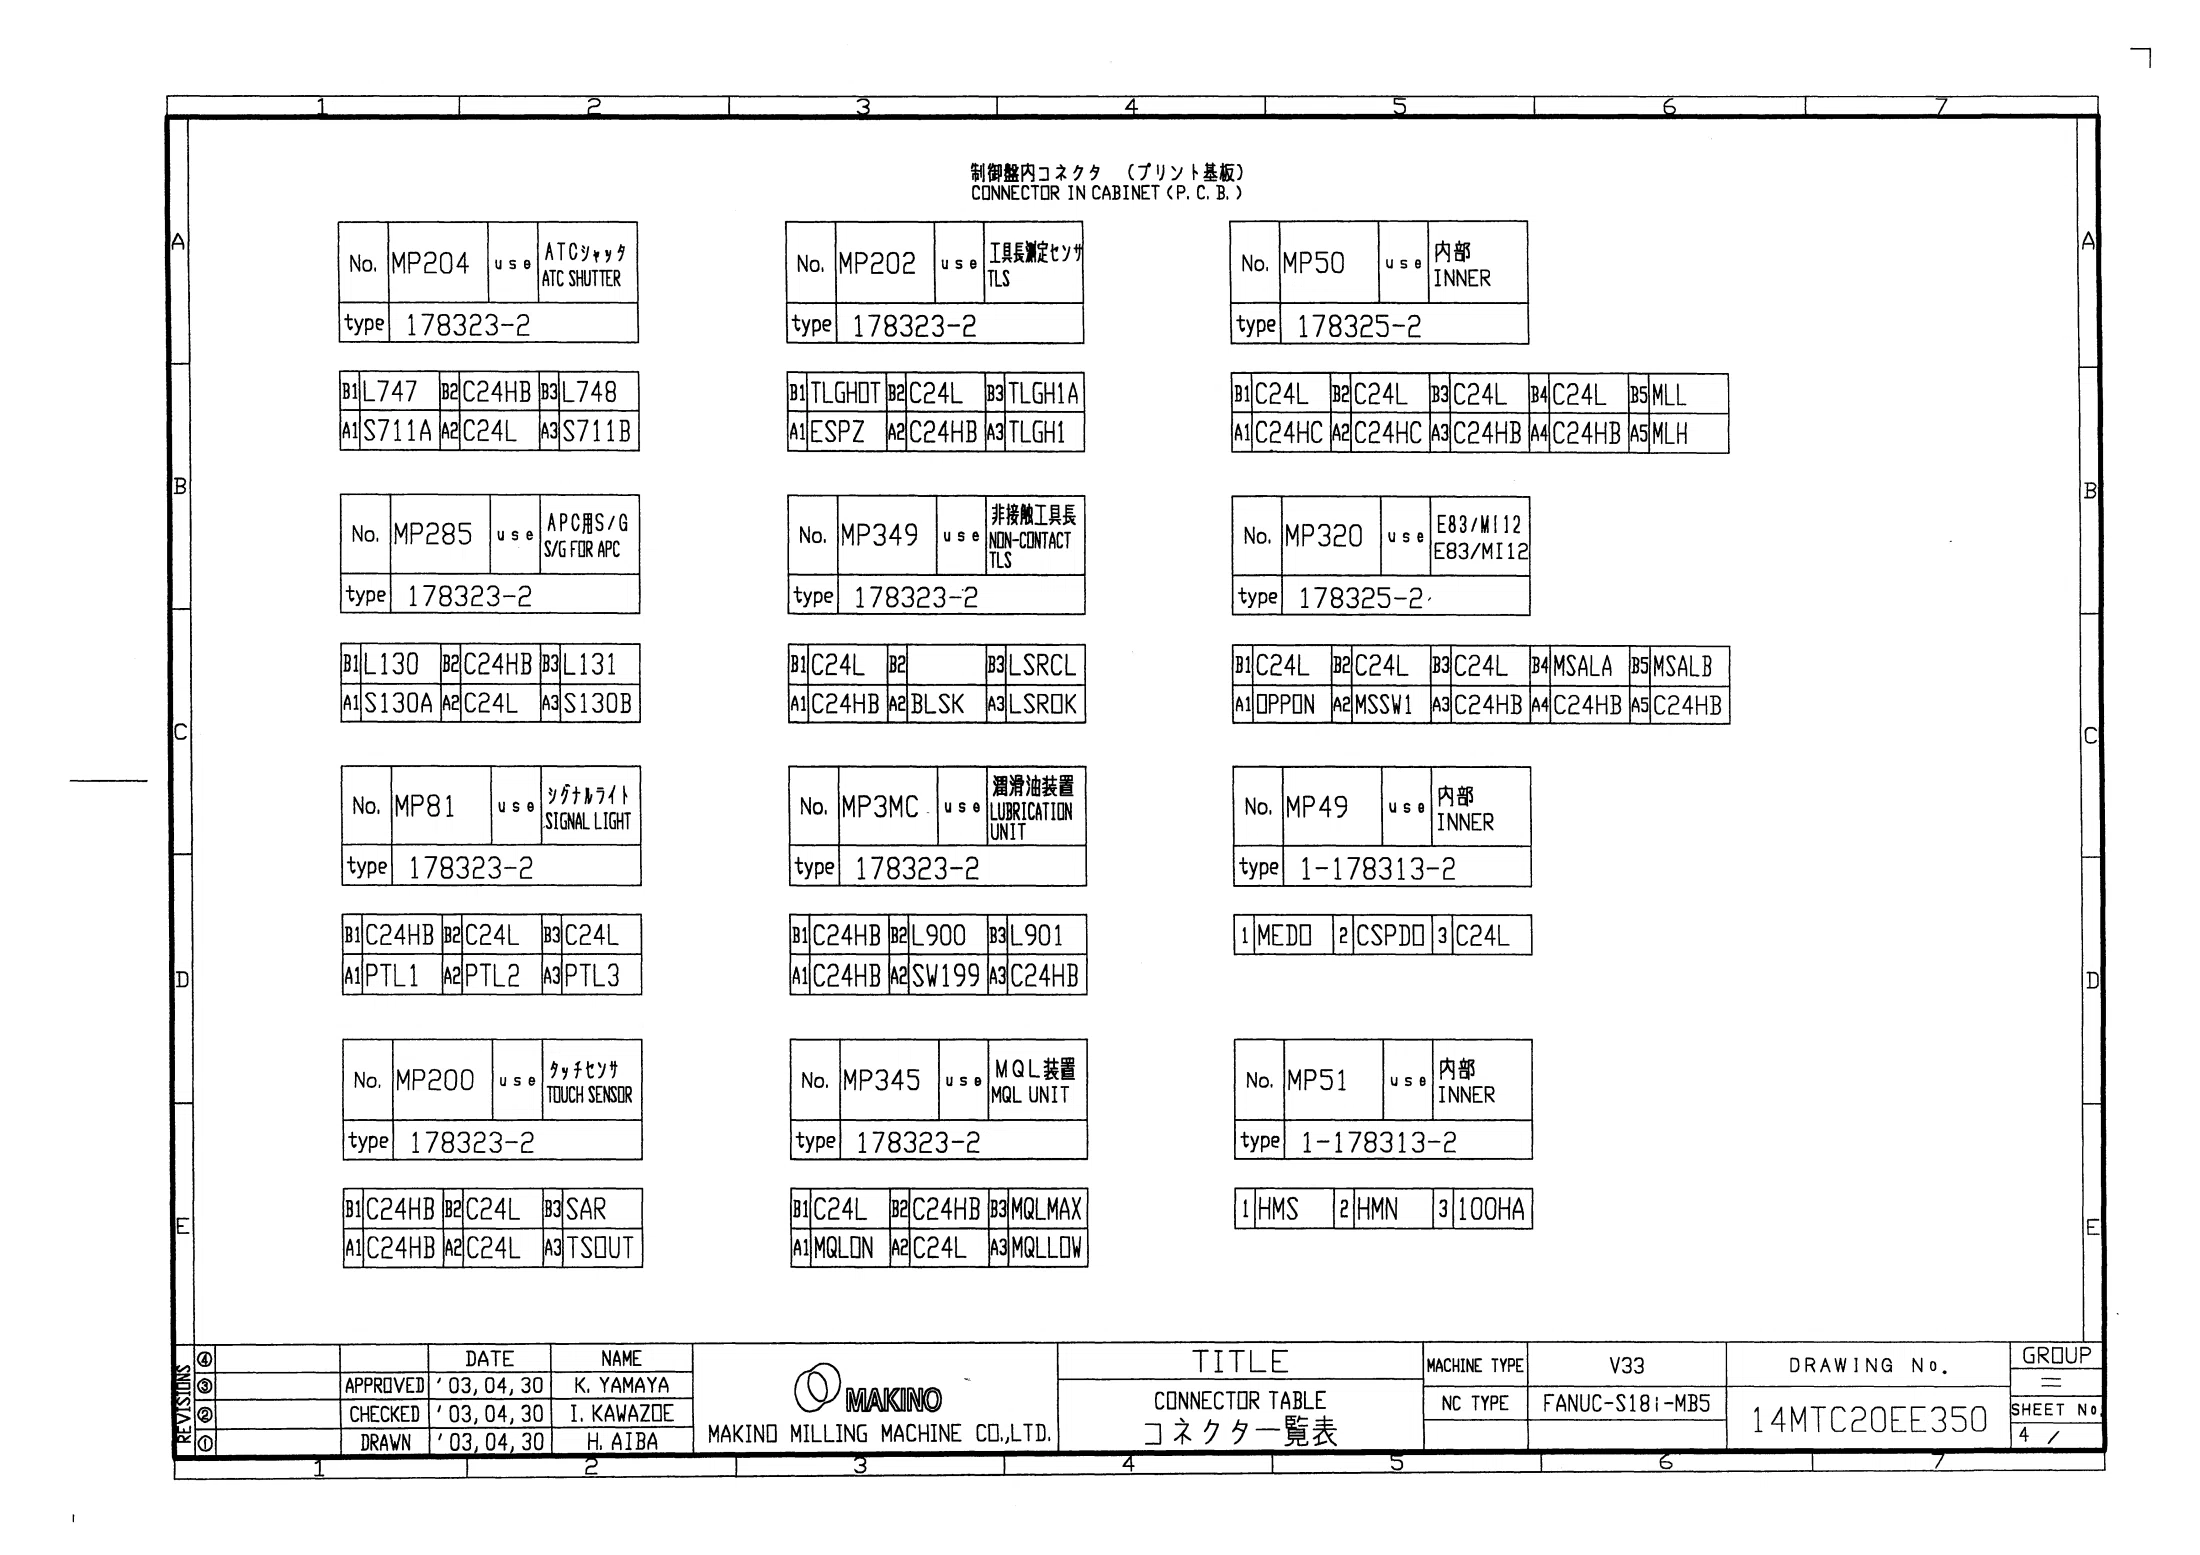 1 2 3 4 5 6 7
制御盤内コネクタ (プリント基板)
CONNECTOR IN CABINET (P. C. B. )
A A
No. MP204 use ATCシャッタ
ATC SHUTTER
type 178323-2
B1 L747 B2 C24HB B3 L748
A1 S711A A2 C24L A3 S711B
No. MP202 use 工具長測定センサ
TLS
type 178323-2
B1 TLGHOT B2 C24L B3 TLGH1A
A1 ESPZ A2 C24HB A3 TLGH1
No. MP50 use 内部
INNER
type 178325-2
B1 C24L B2 C24L B3 C24L B4 C24L B5 MLL
A1 C24HC A2 C24HC A3 C24HB A4 C24HB A5 MLH
B B
No. MP285 use APC用S/G
S/G FOR APC
type 178323-2
B1 L130 B2 C24HB B3 L131
A1 S130A A2 C24L A3 S130B
No. MP349 use 非接触工具長
NON-CONTACT
TLS
type 178323-2
B1 C24L B2 B3 LSRCL
A1 C24HB A2 BLSK A3 LSROK
No. MP320 use E83/MI12
E83/MI12
type 178325-2
B1 C24L B2 C24L B3 C24L B4 MSALA B5 MSALB
A1 OPPON A2 MSSW1 A3 C24HB A4 C24HB A5 C24HB
C C
No. MP81 use シグナルライト
SIGNAL LIGHT
type 178323-2
B1 C24HB B2 C24L B3 C24L
A1 PTL1 A2 PTL2 A3 PTL3
No. MP3MC use 潤滑油装置
LUBRICATION
UNIT
type 178323-2
B1 C24HB B2 L900 B3 L901
A1 C24HB A2 SW199 A3 C24HB
No. MP49 use 内部
INNER
type 1-178313-2
1 MEDO 2 CSPDO 3 C24L
D D
No. MP200 use タッチセンサ
TOUCH SENSOR
type 178323-2
B1 C24HB B2 C24L B3 SAR
A1 C24HB A2 C24L A3 TSOUT
No. MP345 use MQL装置
MQL UNIT
type 178323-2
B1 C24L B2 C24HB B3 MQLMAX
A1 MQLON A2 C24L A3 MQLLOW
No. MP51 use 内部
INNER
type 1-178313-2
1 HMS 2 HMN 3 100HA
E E
REVISIONS
④ DATE NAME
③ APPROVED '03,04,30 K. YAMAYA
② CHECKED '03,04,30 I. KAWAZOE
① DRAWN '03,04,30 H. AIBA
MAKINO
MAKINO MILLING MACHINE CO.,LTD.
TITLE
CONNECTOR TABLE
コネクタ一覧表
MACHINE TYPE V33
NC TYPE FANUC-S18i-MB5
DRAWING No.
14MTC20EE350
GROUP
=
SHEET No.
4 /
1 2 3 4 5 6 7